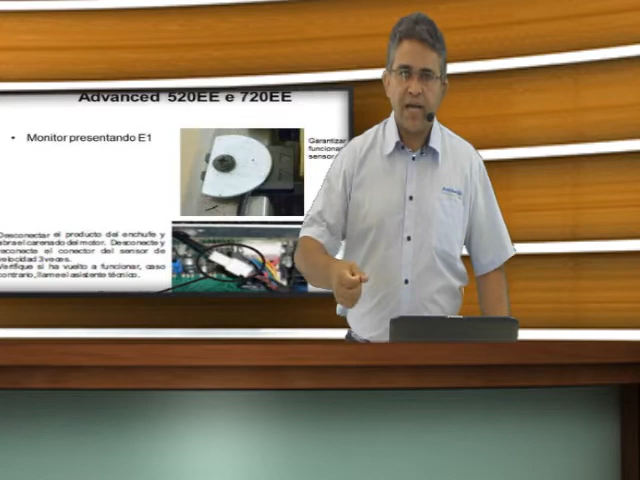 Advanced 520EE e 720EE
• Monitor presentando E1
Garantizar
funcionar
sensor
Desconectar el producto del enchufe y
abra el carenado del motor. Desconecte y
reconecte el conector del sensor de
velocidad 3 veces.
Verifique si ha vuelto a funcionar, caso
contrario, llame el asistente técnico.